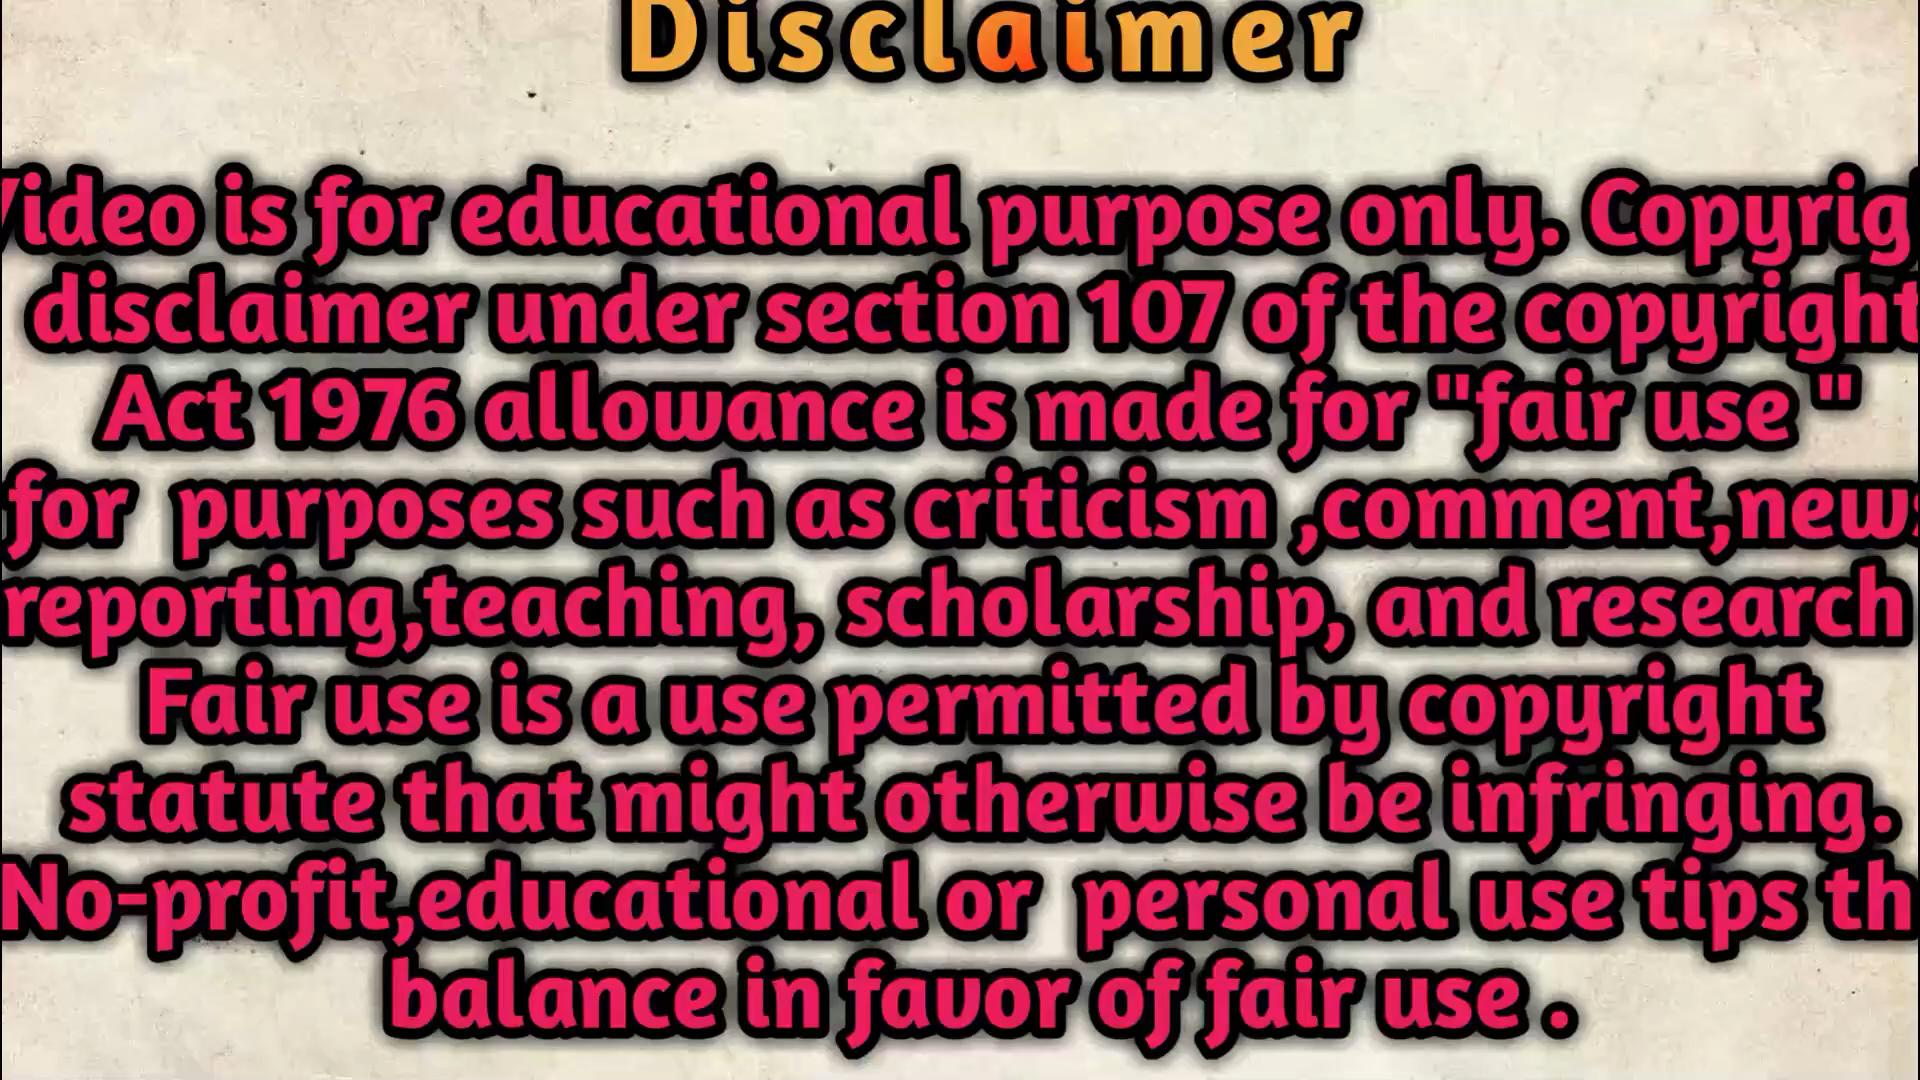 Disclaimer
Video is for educational purpose only. Copyrig
disclaimer under section 107 of the copyright
Act 1976 allowance is made for "fair use "
for  purposes such as criticism ,comment,news
reporting,teaching, scholarship, and research
Fair use is a use permitted by copyright
statute that might otherwise be infringing.
No-profit,educational or  personal use tips th
balance in favor of fair use .